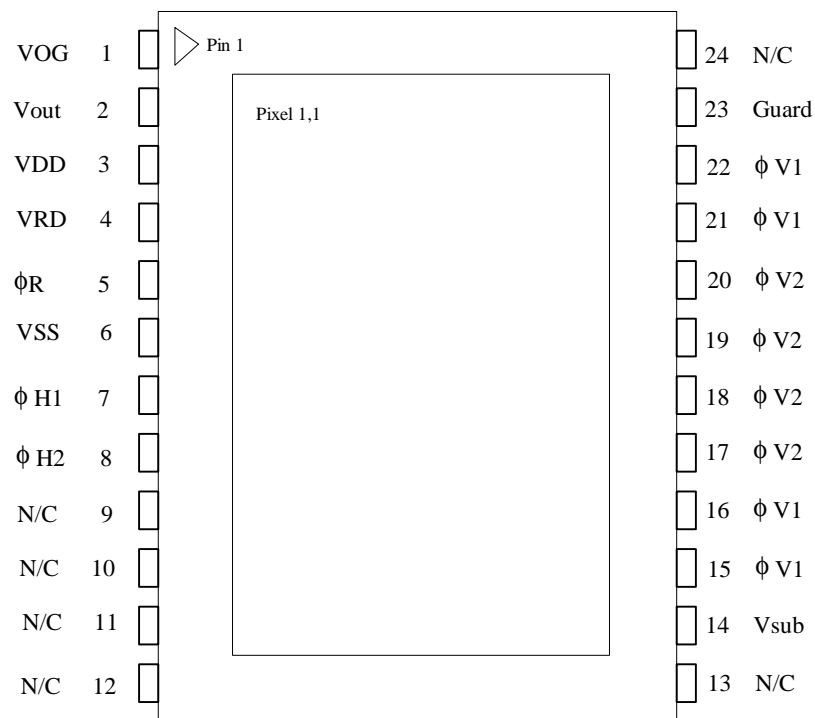 VOG 1 Pin 1 24 N/C
Vout 2 Pixel 1,1 23 Guard
VDD 3 22 ϕ V1
VRD 4 21 ϕ V1
ϕR 5 20 ϕ V2
VSS 6 19 ϕ V2
ϕ H1 7 18 ϕ V2
ϕ H2 8 17 ϕ V2
N/C 9 16 ϕ V1
N/C 10 15 ϕ V1
N/C 11 14 Vsub
N/C 12 13 N/C